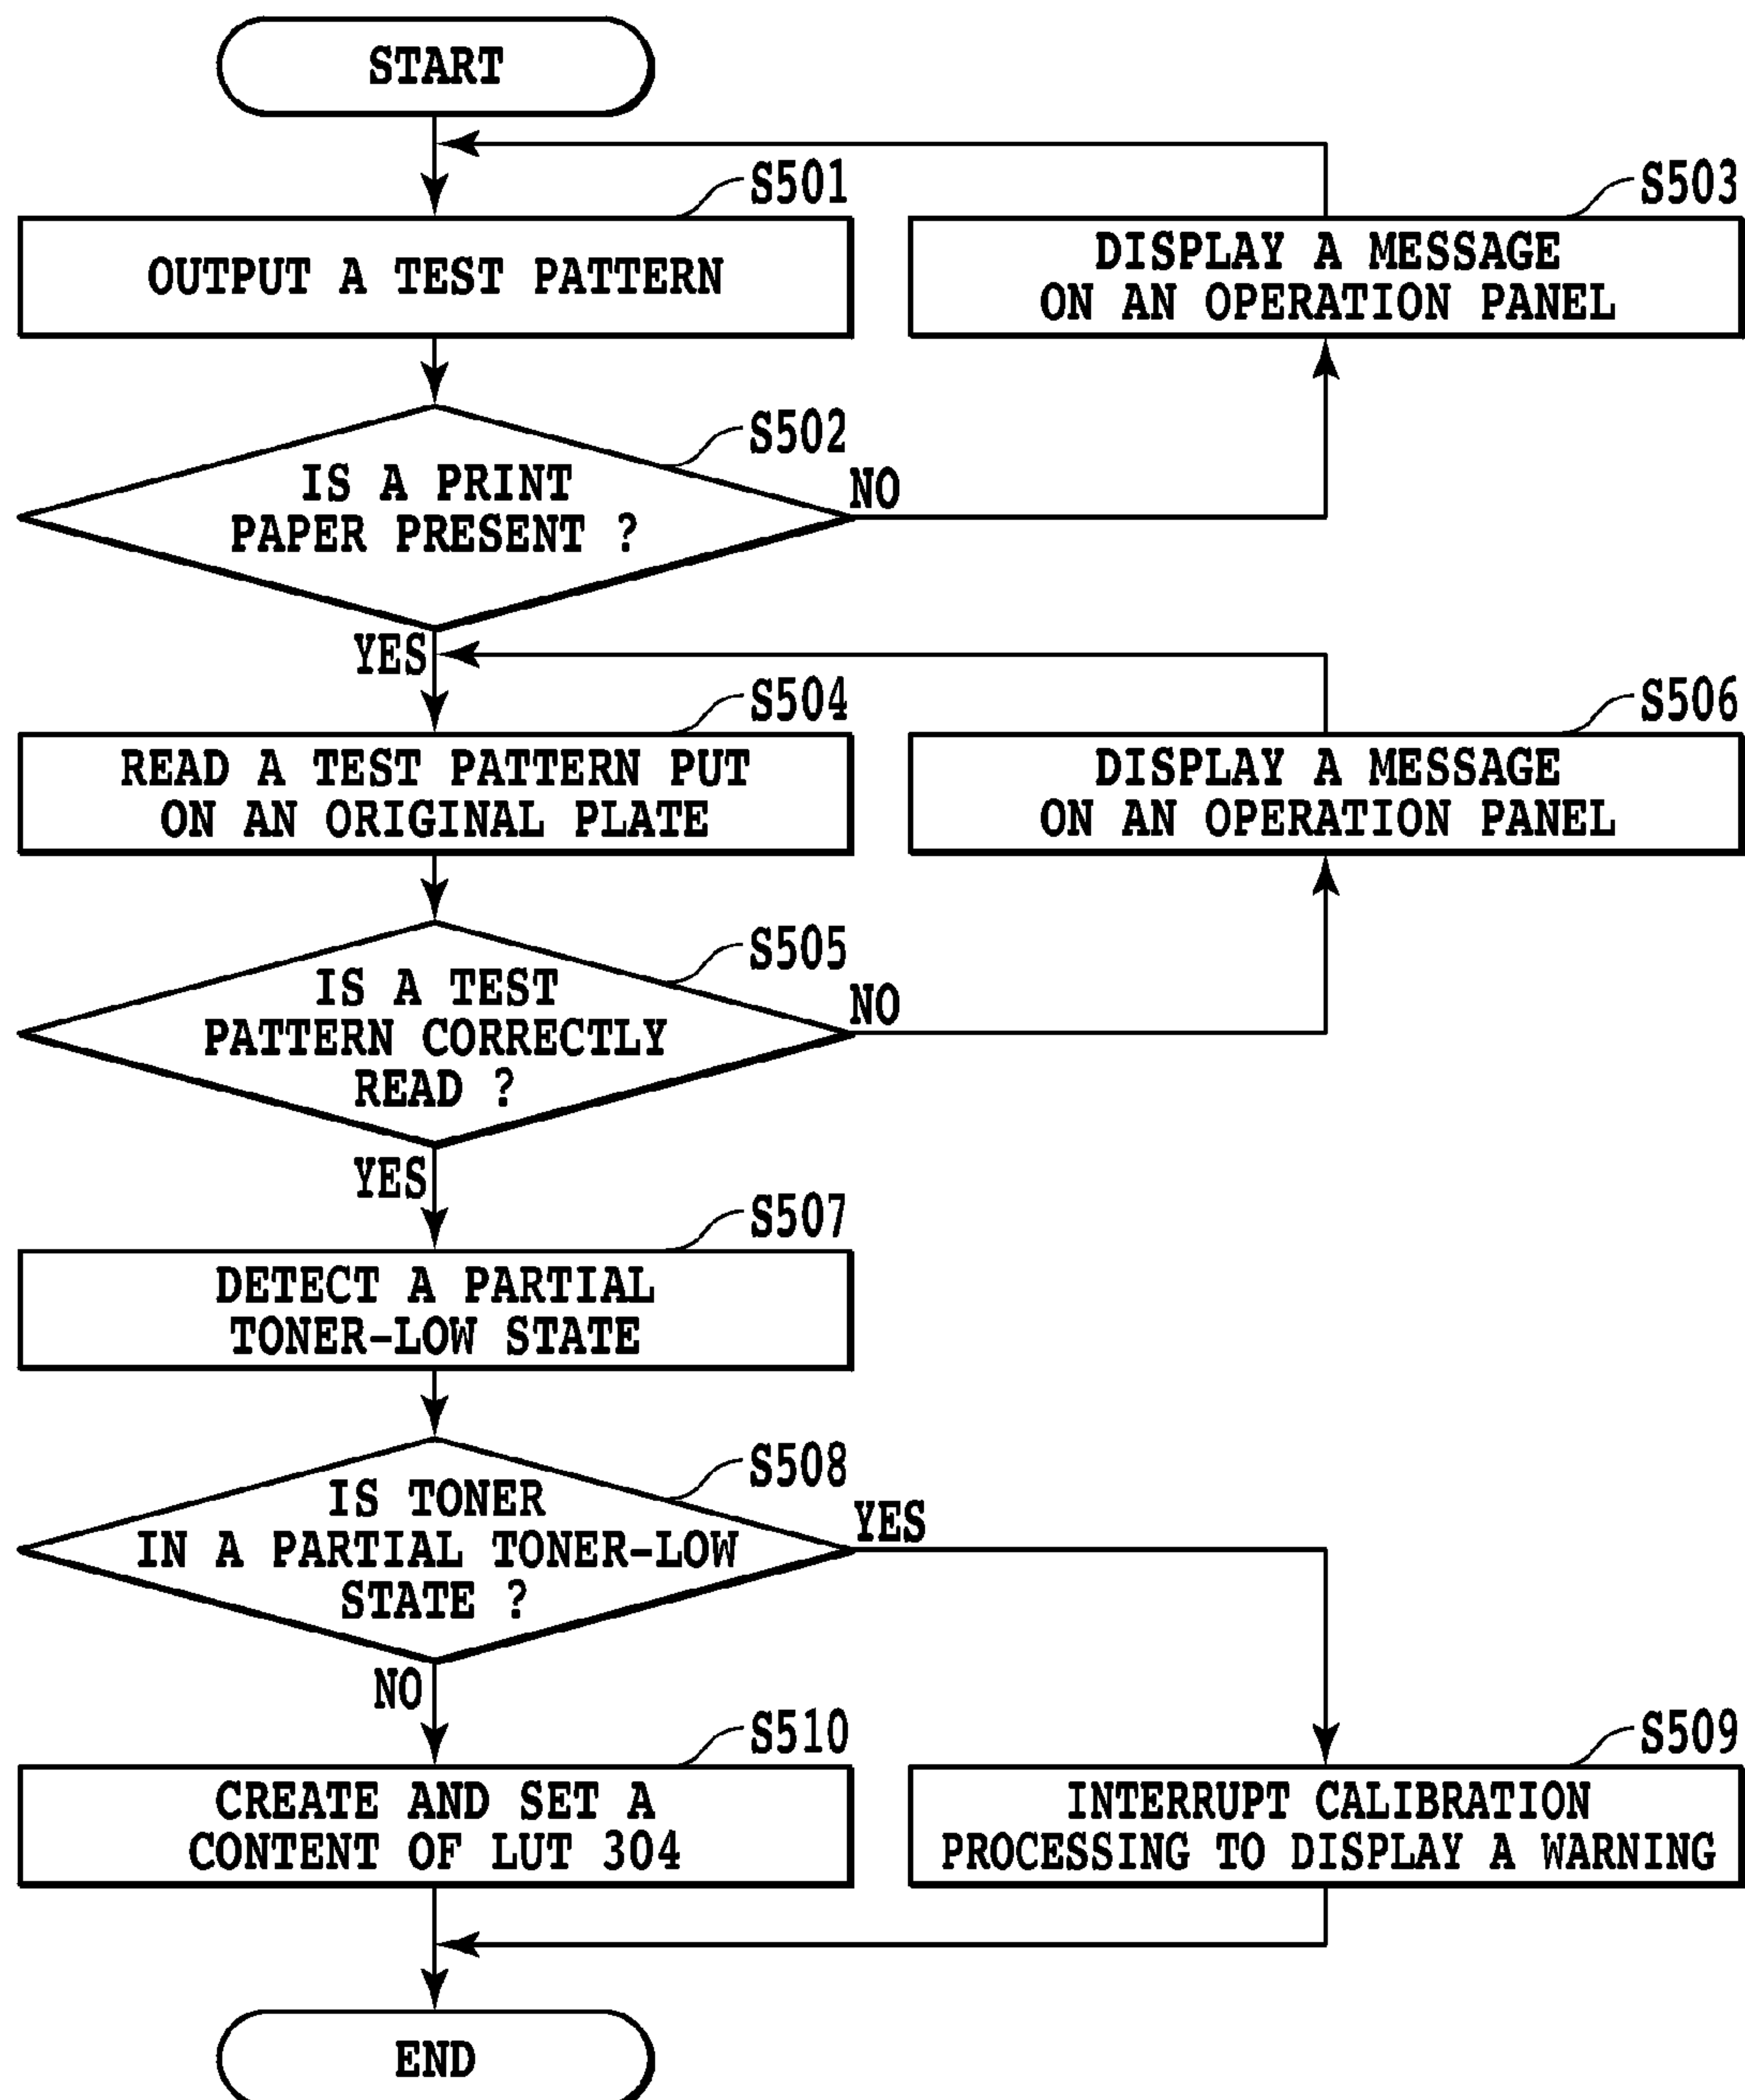 START
S501
OUTPUT A TEST PATTERN
S503
DISPLAY A MESSAGE
ON AN OPERATION PANEL
S502
IS A PRINT
PAPER PRESENT ?
NO
YES
S504
READ A TEST PATTERN PUT
ON AN ORIGINAL PLATE
S506
DISPLAY A MESSAGE
ON AN OPERATION PANEL
S505
IS A TEST
PATTERN CORRECTLY
READ ?
NO
YES
S507
DETECT A PARTIAL
TONER-LOW STATE
S508
IS TONER
IN A PARTIAL TONER-LOW
STATE ?
YES
NO
S510
CREATE AND SET A
CONTENT OF LUT 304
S509
INTERRUPT CALIBRATION
PROCESSING TO DISPLAY A WARNING
END